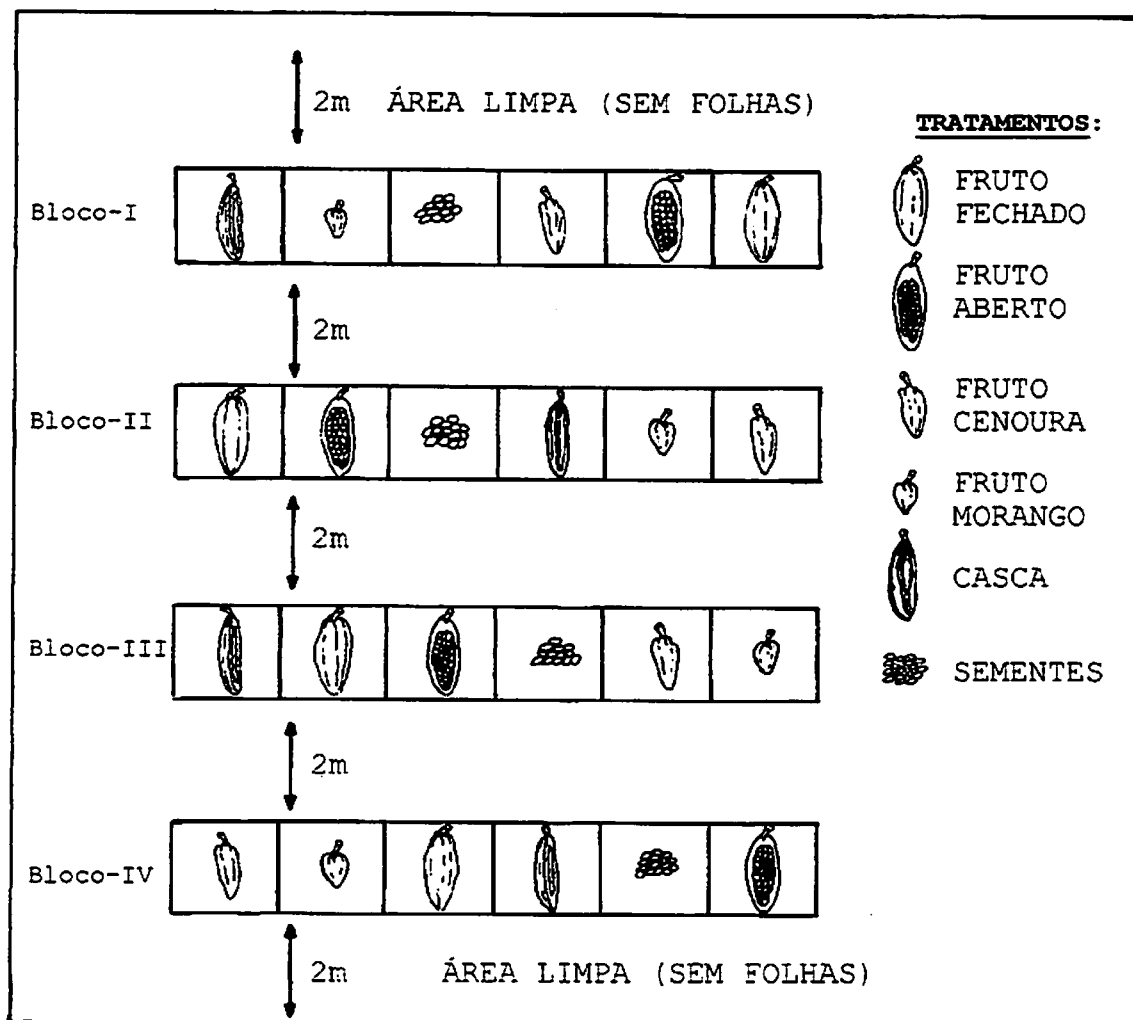 2m ÁREA LIMPA (SEM FOLHAS)
TRATAMENTOS:
Bloco-I
FRUTO
FECHADO
2m
FRUTO
ABERTO
Bloco-II
FRUTO
CENOURA
2m
FRUTO
MORANGO
CASCA
Bloco-III
SEMENTES
2m
Bloco-IV
2m ÁREA LIMPA (SEM FOLHAS)